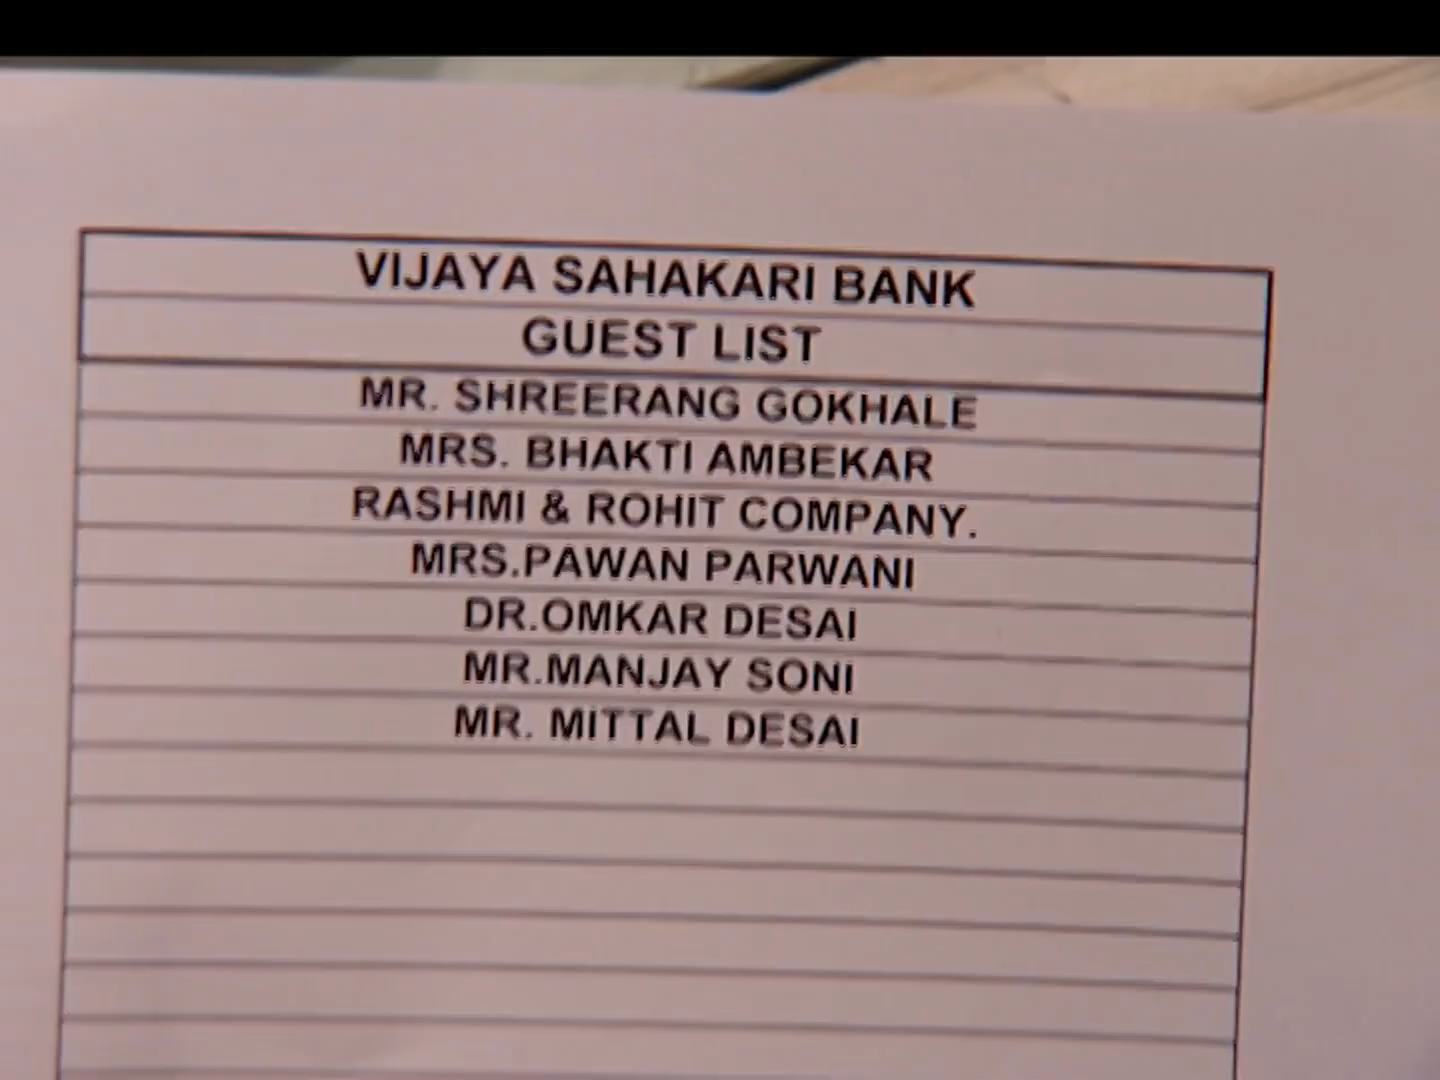 VIJAYA SAHAKARI BANK
GUEST LIST
MR. SHREERANG GOKHALE
MRS. BHAKTI AMBEKAR
RASHMI & ROHIT COMPANY.
MRS.PAWAN PARWANI
DR.OMKAR DESAI
MR.MANJAY SONI
MR. MITTAL DESAI